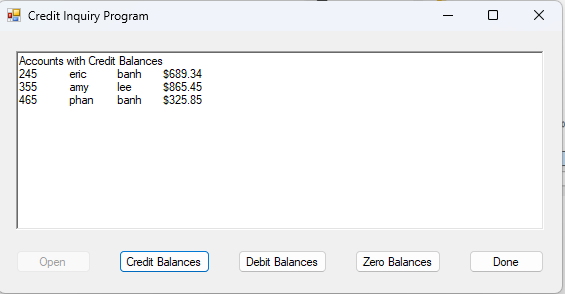 Credit Inquiry Program
Accounts with Credit Balances
245 eric banh $689.34
355 amy lee $865.45
465 phan banh $325.85
Open Credit Balances Debit Balances Zero Balances Done